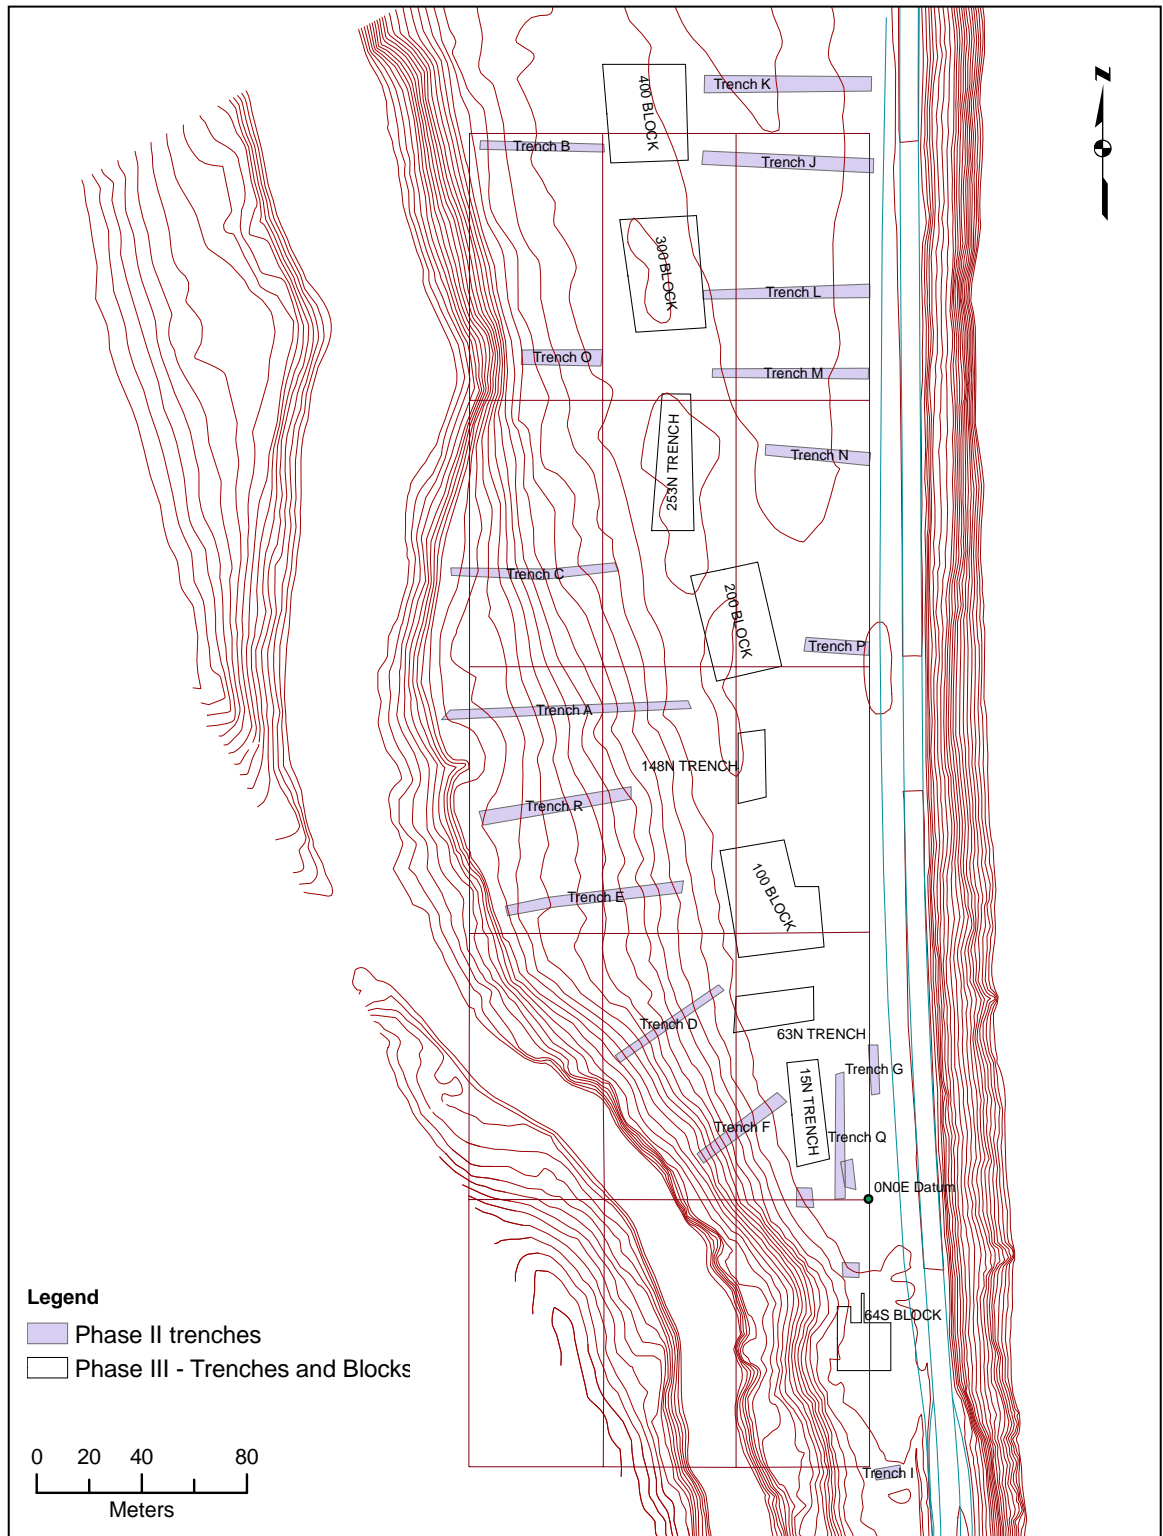 Trench K
400 BLOCK
Z
Trench B
Trench J
300 BLOCK
Trench L
Trench O
Trench M
253N TRENCH
Trench N
Trench C
200 BLOCK
Trench P
Trench A
148N TRENCH
Trench R
100 BLOCK
Trench E
Trench D
63N TRENCH
Trench G
15N TRENCH
Trench F
Trench Q
0N0E Datum
64S BLOCK
Legend
Phase II trenches
Phase III - Trenches and Blocks
0 20 40 80
Meters
Trench I